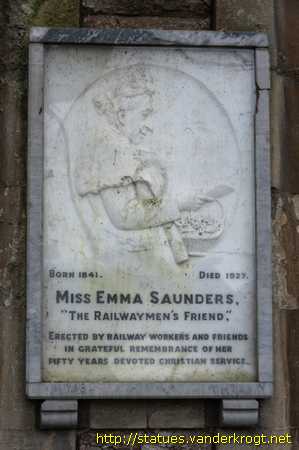 BORN 1841. DIED 1927.
MISS EMMA SAUNDERS,
"THE RAILWAYMEN'S FRIEND,"
ERECTED BY RAILWAY WORKERS AND FRIENDS
IN GRATEFUL REMEMBRANCE OF HER
FIFTY YEARS DEVOTED CHRISTIAN SERVICE.
http://statues.vanderkrogt.net